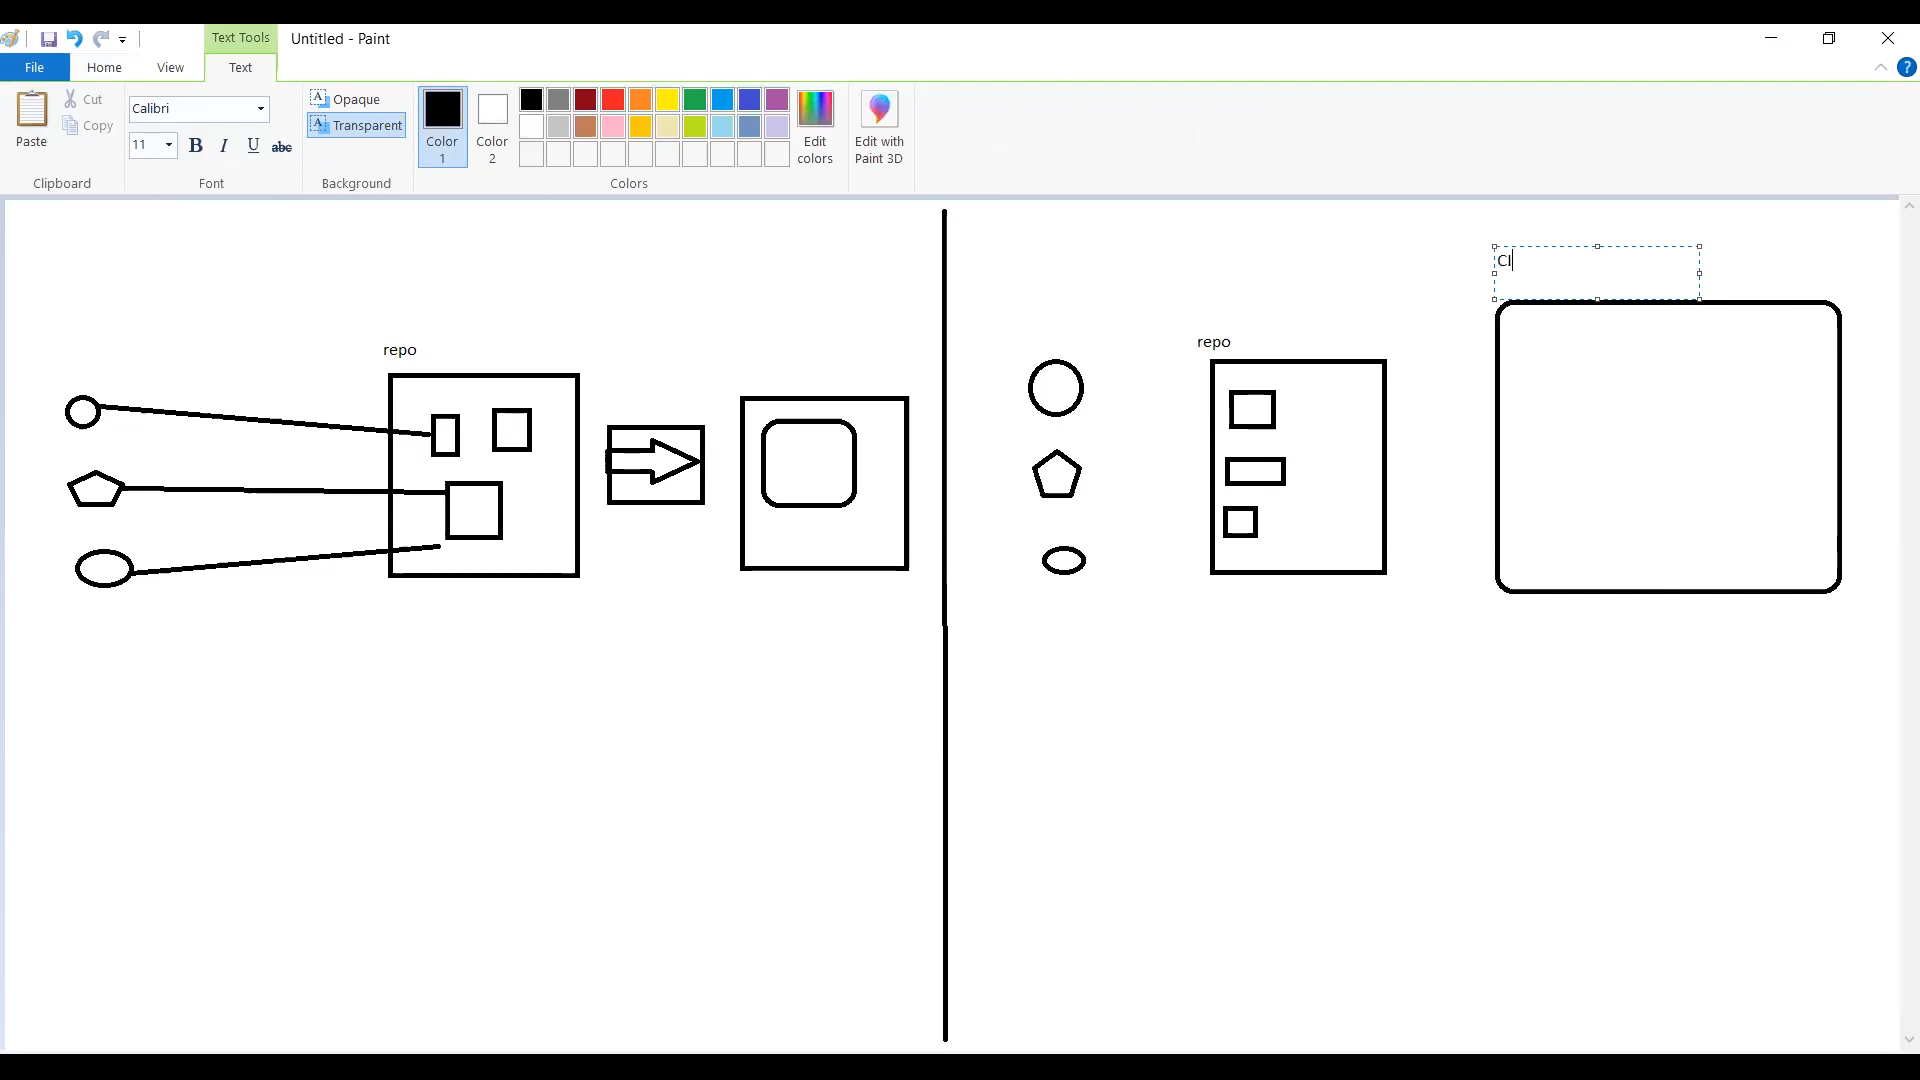 Text Tools
Untitled - Paint
File
Home
View
Text
?
Paste
Cut
Copy
Clipboard
Calibri
11
B
I
U
abc
Font
A
Opaque
A
Transparent
Background
Color
1
Color
2
Edit
colors
Colors
Edit with
Paint 3D
CI
repo
repo